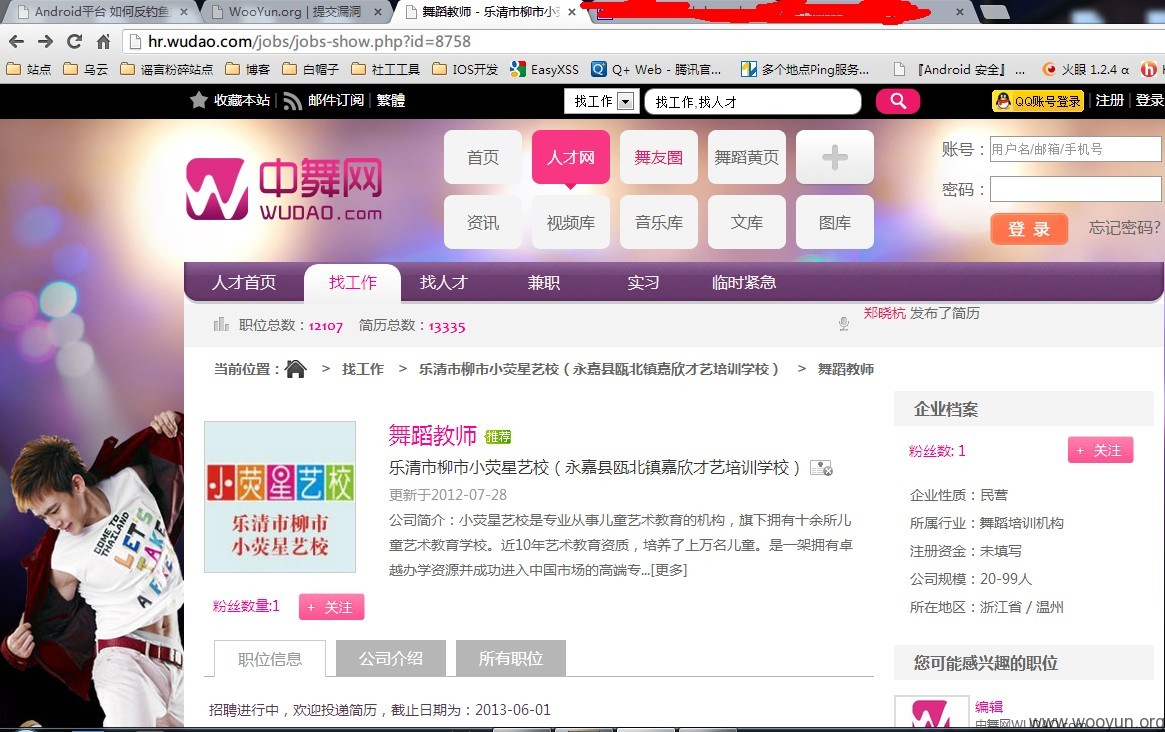 Android平台 如何反钓鱼
WooYun.org | 提交漏洞
舞蹈教师 - 乐清市柳市小
hr.wudao.com/jobs/jobs-show.php?id=8758
站点 乌云 谣言粉碎站点 博客 白帽子 社工工具 IOS开发 EasyXSS Q+ Web - 腾讯官... 多个地点Ping服务... 『Android 安全』 ... 火眼 1.2.4 α
收藏本站 邮件订阅 | 繁體 找工作 找工作,找人才 QQ账号登录 注册 登录
首页 人才网 舞友圈 舞蹈黄页
账号: 用户名/邮箱/手机号
中舞网
WUDAO.com
密码:
资讯 视频库 音乐库 文库 图库
登 录 忘记密码?
人才首页 找工作 找人才 兼职 实习 临时紧急
职位总数:12107 简历总数:13335 郑晓杭 发布了简历
当前位置: > 找工作 > 乐清市柳市小荧星艺校(永嘉县瓯北镇嘉欣才艺培训学校) > 舞蹈教师
企业档案
舞蹈教师 推荐
粉丝数: 1 + 关注
乐清市柳市小荧星艺校(永嘉县瓯北镇嘉欣才艺培训学校)
更新于2012-07-28
企业性质:民营
公司简介:小荧星艺校是专业从事儿童艺术教育的机构,旗下拥有十余所儿
所属行业:舞蹈培训机构
童艺术教育学校。近10年艺术教育资质,培养了上万名儿童。是一架拥有卓
注册资金:未填写
越办学资源并成功进入中国市场的高端专...[更多]
公司规模:20-99人
所在地区:浙江省 / 温州
小荧星艺校
乐清市柳市
小荧星艺校
粉丝数量:1 + 关注
COME TO
THAILAND
LET'S
TAKE
职位信息 公司介绍 所有职位
您可能感兴趣的职位
招聘进行中,欢迎投递简历,截止日期为:2013-06-01
编辑
中舞网WUDAO.com
www.wooyun.org